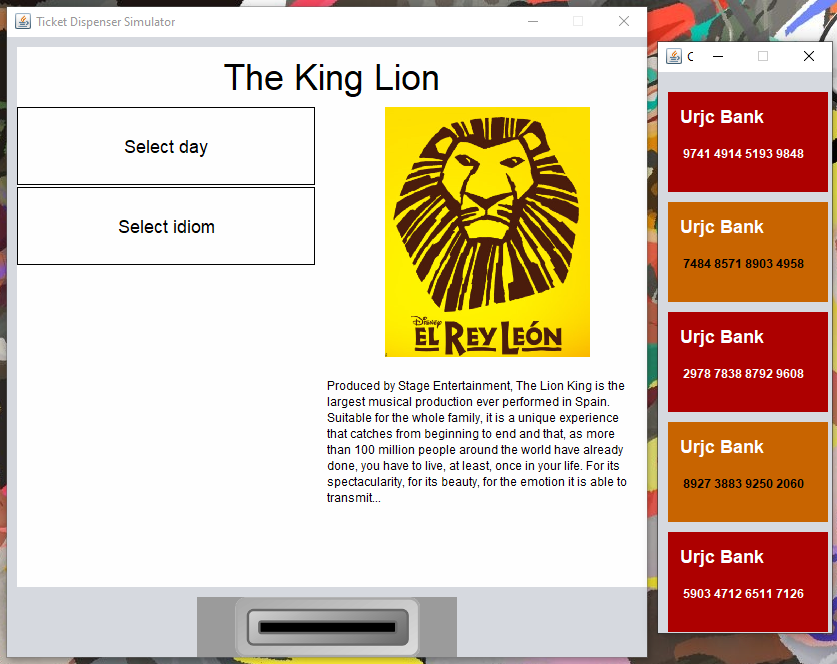 Ticket Dispenser Simulator
The King Lion
Select day
Select idiom
Disney
EL REY LEÓN
Produced by Stage Entertainment, The Lion King is the
largest musical production ever performed in Spain.
Suitable for the whole family, it is a unique experience
that catches from beginning to end and that, as more
than 100 million people around the world have already
done, you have to live, at least, once in your life. For its
spectacularity, for its beauty, for the emotion it is able to
transmit...
C
Urjc Bank
9741 4914 5193 9848
Urjc Bank
7484 8571 8903 4958
Urjc Bank
2978 7838 8792 9608
Urjc Bank
8927 3883 9250 2060
Urjc Bank
5903 4712 6511 7126